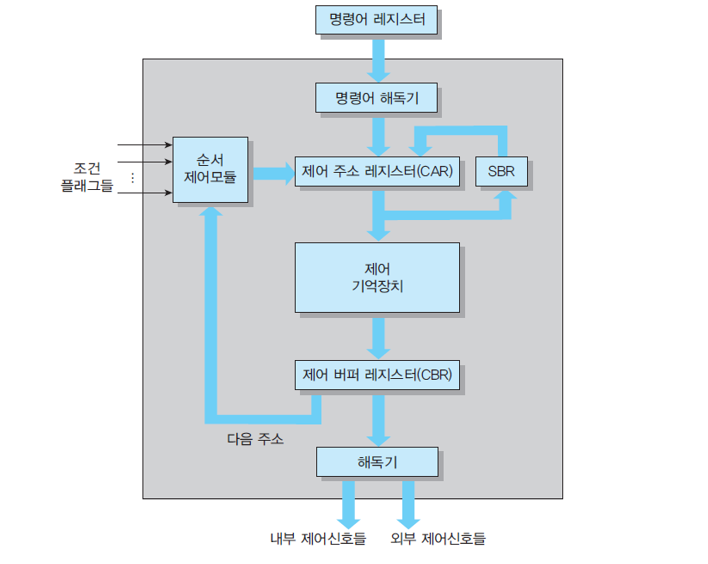 명령어 레지스터
명령어 해독기
조건
플래그들
⋮
순서
제어모듈
제어 주소 레지스터(CAR)
SBR
제어
기억장치
제어 버퍼 레지스터(CBR)
다음 주소
해독기
내부 제어신호들
외부 제어신호들